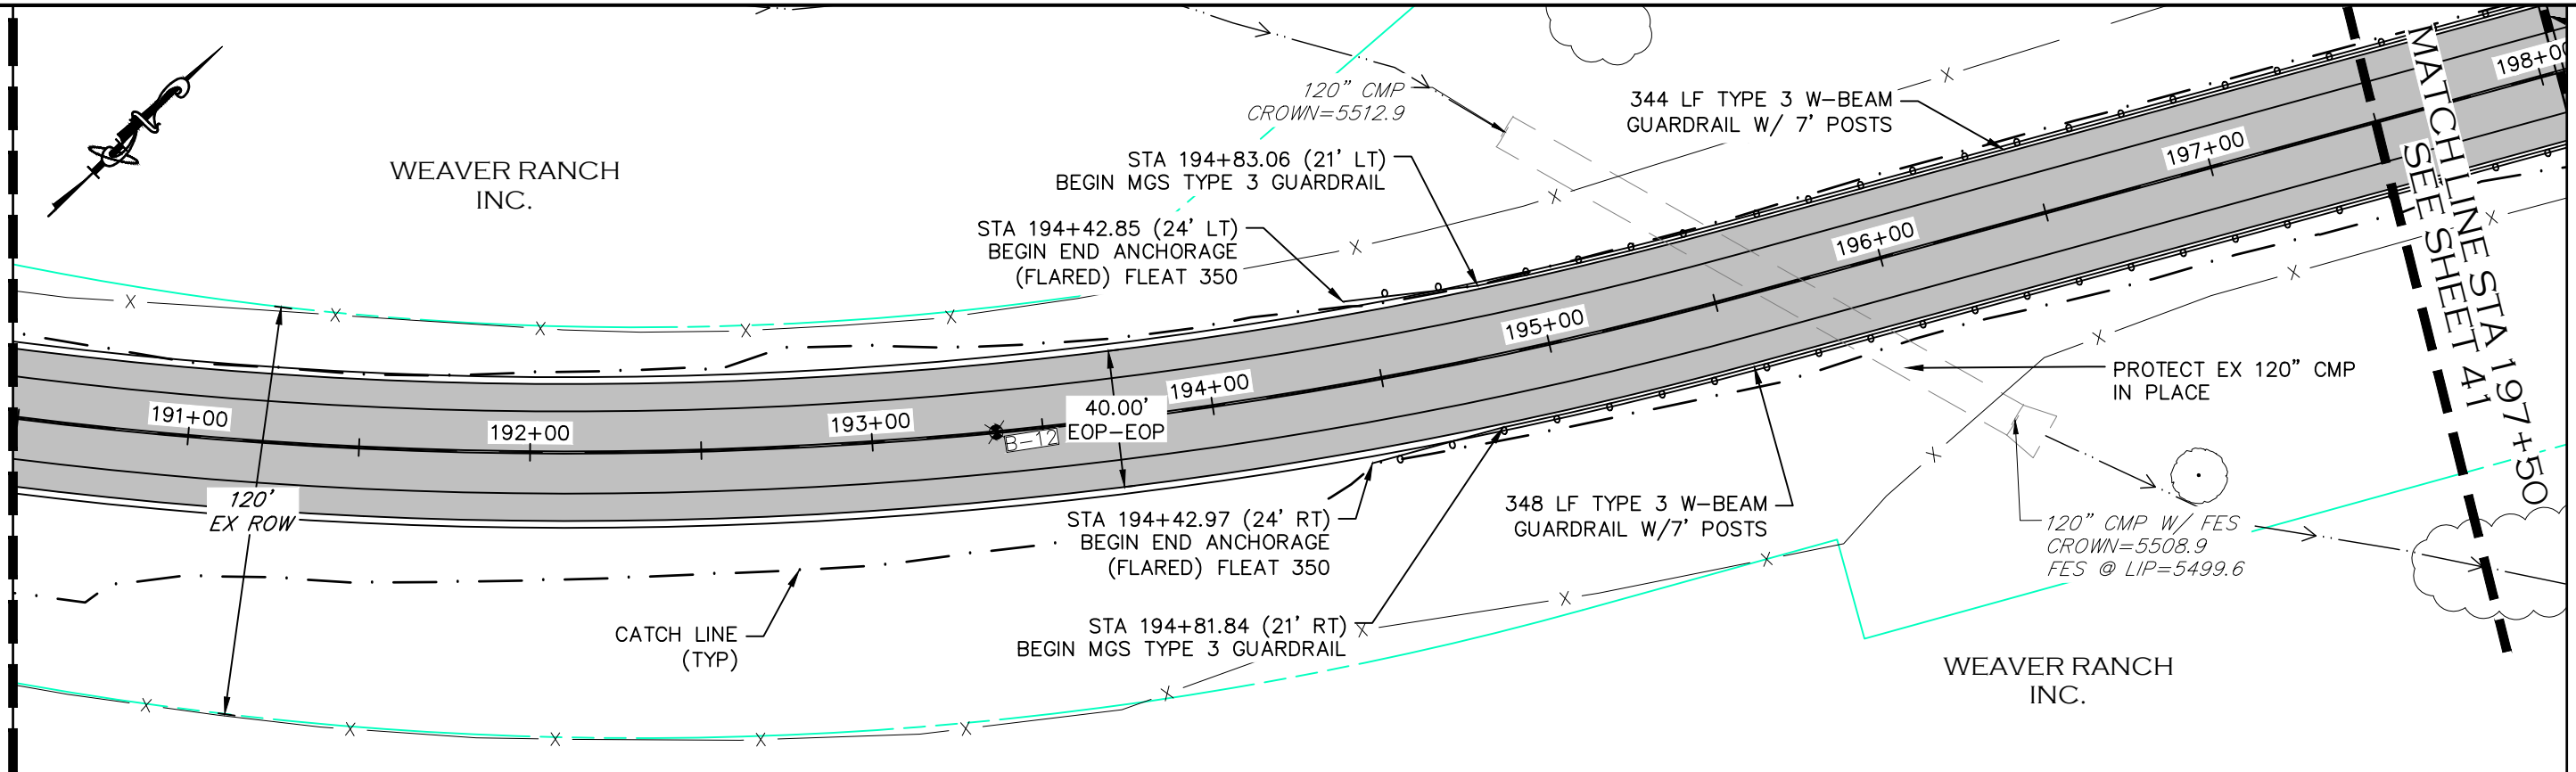 WEAVER RANCH
INC.
120" CMP
CROWN=5512.9
STA 194+83.06 (21' LT)
BEGIN MGS TYPE 3 GUARDRAIL
STA 194+42.85 (24' LT)
BEGIN END ANCHORAGE
(FLARED) FLEAT 350
344 LF TYPE 3 W-BEAM
GUARDRAIL W/ 7' POSTS
MATCHLINE STA 197+50
SEE SHEET 41
191+00
192+00
193+00
194+00
195+00
196+00
197+00
198+00
B-12
40.00'
EOP-EOP
120'
EX ROW
PROTECT EX 120" CMP
IN PLACE
STA 194+42.97 (24' RT)
BEGIN END ANCHORAGE
(FLARED) FLEAT 350
348 LF TYPE 3 W-BEAM
GUARDRAIL W/7' POSTS
120" CMP W/ FES
CROWN=5508.9
FES @ LIP=5499.6
CATCH LINE
(TYP)
STA 194+81.84 (21' RT)
BEGIN MGS TYPE 3 GUARDRAIL
WEAVER RANCH
INC.